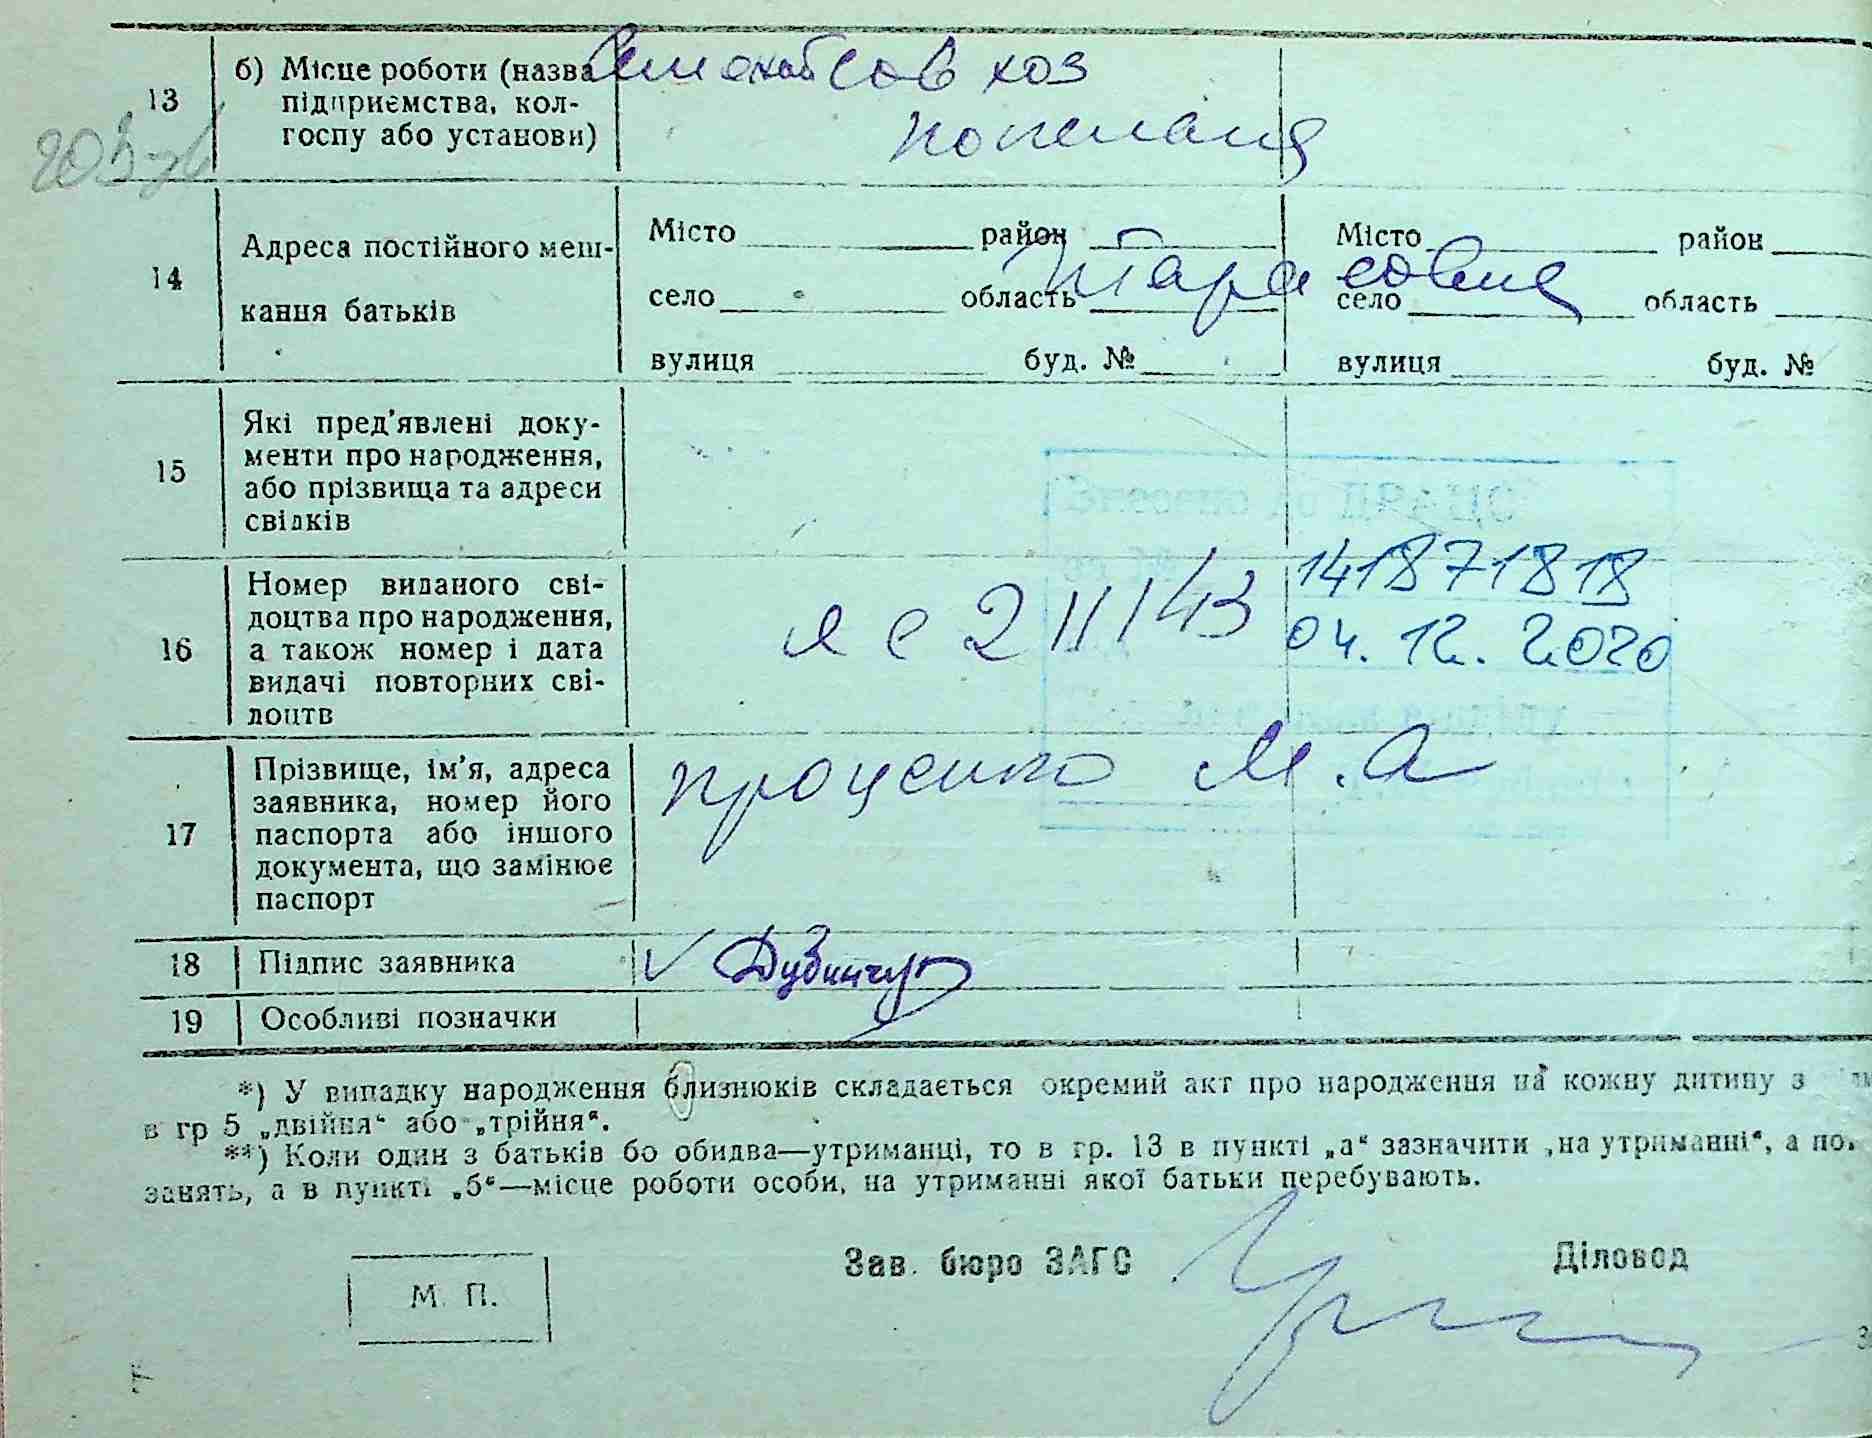 13
б) Місце роботи (назва
підприємства, кол-
госпу або установи)
совхоз
14
Адреса постійного меш-
кання батьків
Місто район
село область
вулиця буд. №
Місто район
село область
вулиця буд. №
Тарасовка
15
Які пред'явлені доку-
менти про народження,
або прізвища та адреси
свідків
16
Номер виданого сві-
доцтва про народження,
а також номер і дата
видачі повторних сві-
доцтв
141871818
04.12.2020
17
Прізвище, ім'я, адреса
заявника, номер його
паспорта або іншого
документа, що замінює
паспорт
Проценко М.А
18
Підпис заявника
19
Особливі позначки
*) У випадку народження близнюків складається окремий акт про народження на кожну дитину з
в гр 5 „двійня“ або „трійня“.
**) Коли один з батьків бо обидва—утриманці, то в гр. 13 в пункті „а“ зазначити „на утриманні“, а
занять, а в пункті „б“—місце роботи особи, на утриманні якої батьки перебувають.
М. П.
Зав. бюро ЗАГС
Діловод